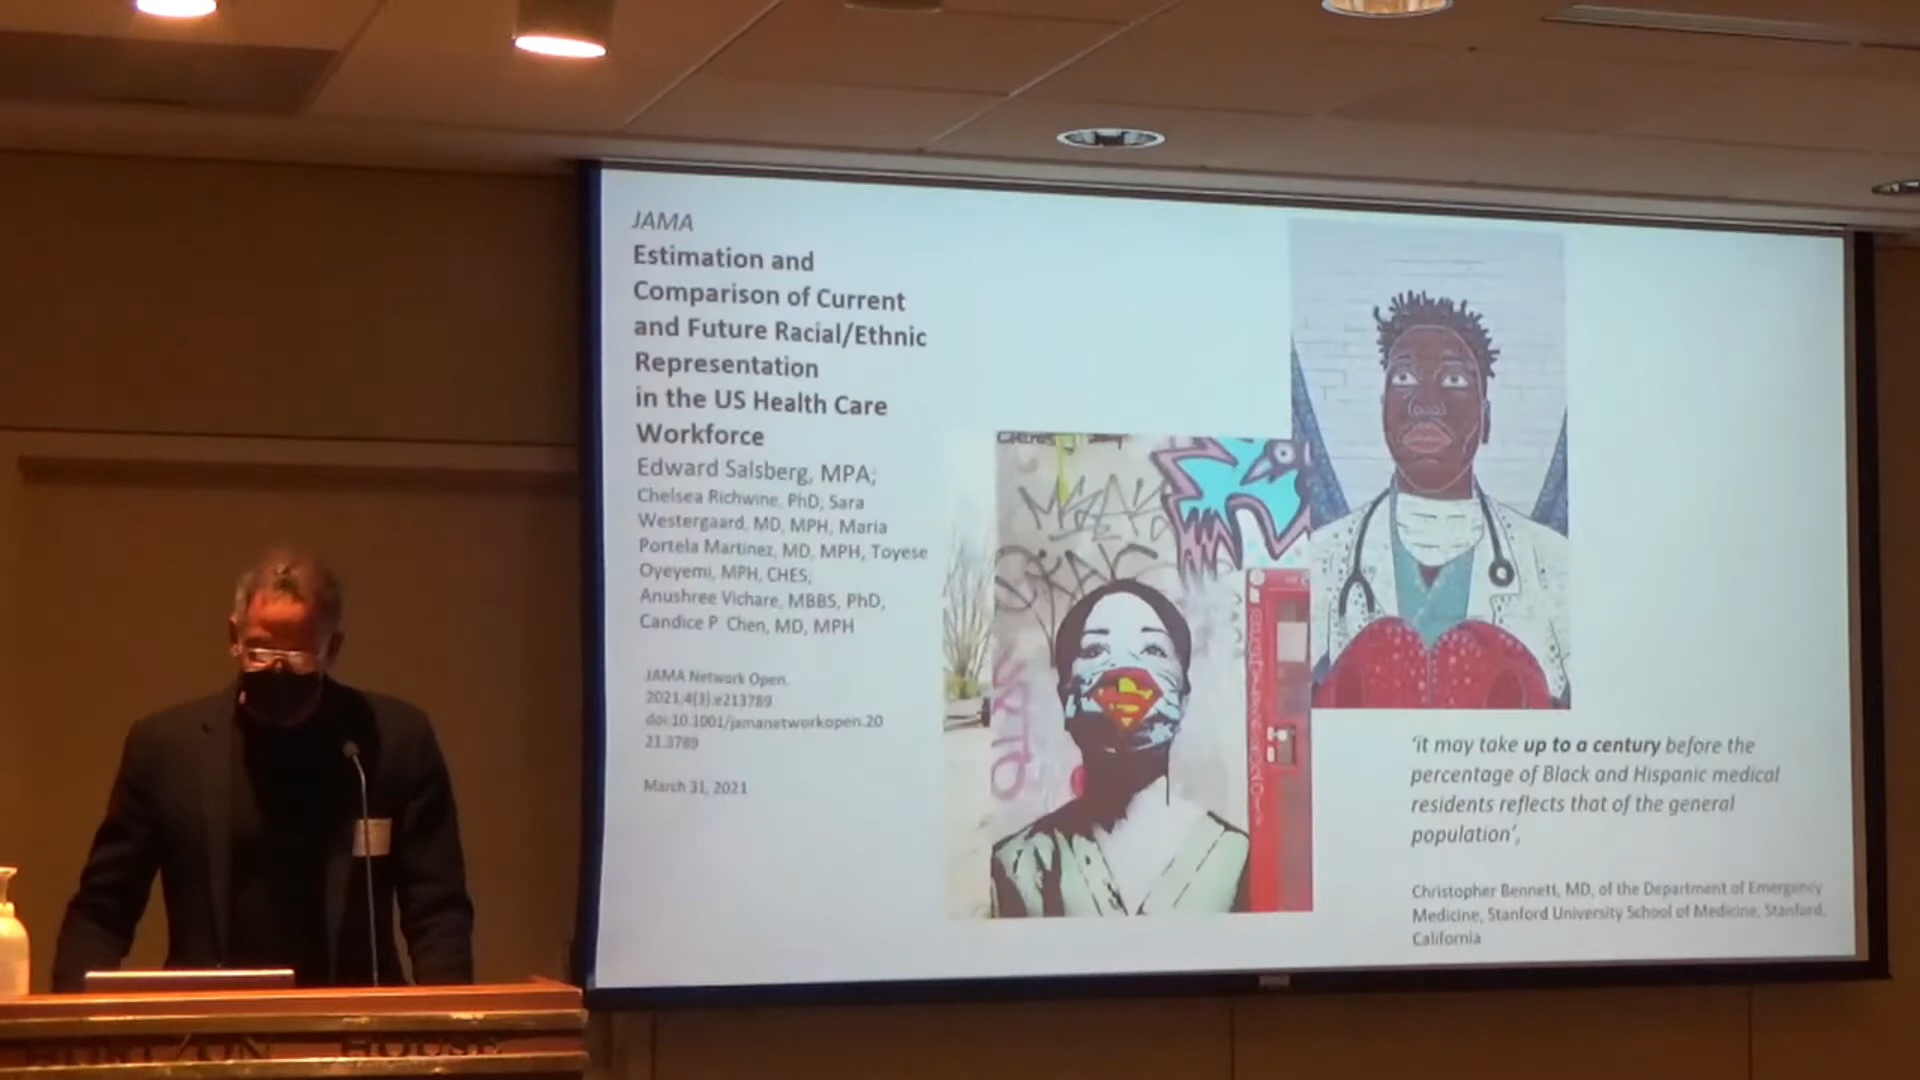 JAMA
Estimation and
Comparison of Current
and Future Racial/Ethnic
Representation
in the US Health Care
Workforce
Edward Salsberg, MPA;
Chelsea Richwine, PhD, Sara
Westergaard, MD, MPH, Maria
Portela Martinez, MD, MPH, Toyese
Oyeyemi, MPH, CHES,
Anushree Vichare, MBBS, PhD,
Candice P Chen, MD, MPH
JAMA Network Open.
2021;4(3):e213789
doi:10.1001/jamanetworkopen.20
21.3789
March 31, 2021
'it may take up to a century before the
percentage of Black and Hispanic medical
residents reflects that of the general
population',
Christopher Bennett, MD, of the Department of Emergency
Medicine, Stanford University School of Medicine, Stanford,
California
HOUSE